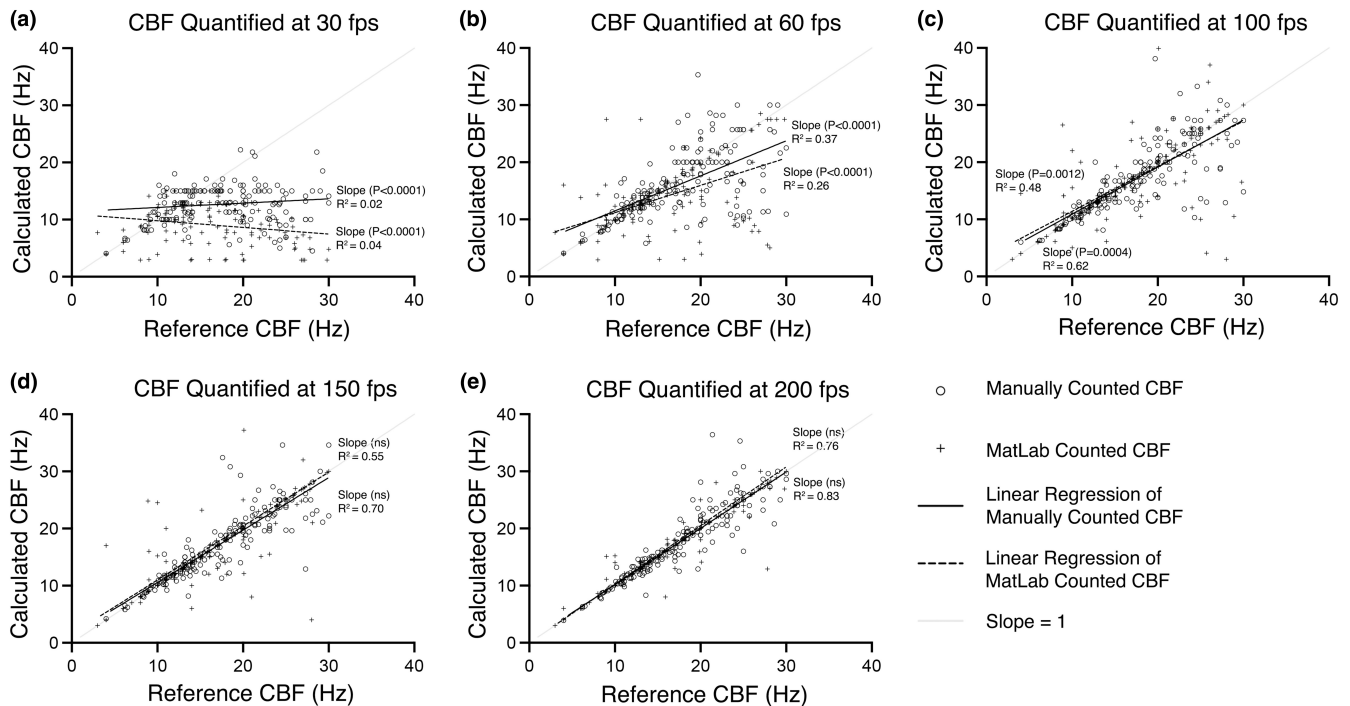 (a)
CBF Quantified at 30 fps
40
30
20
10
0
Calculated CBF (Hz)
Slope (P<0.0001)
R² = 0.02
Slope (P<0.0001)
R² = 0.04
0 10 20 30 40
Reference CBF (Hz)
(b)
CBF Quantified at 60 fps
40
30
20
10
0
Calculated CBF (Hz)
Slope (P<0.0001)
R² = 0.37
Slope (P<0.0001)
R² = 0.26
0 10 20 30 40
Reference CBF (Hz)
(c)
CBF Quantified at 100 fps
40
30
20
10
0
Calculated CBF (Hz)
Slope (P=0.0012)
R² = 0.48
Slope (P=0.0004)
R² = 0.62
0 10 20 30 40
Reference CBF (Hz)
(d)
CBF Quantified at 150 fps
40
30
20
10
0
Calculated CBF (Hz)
Slope (ns)
R² = 0.55
Slope (ns)
R² = 0.70
0 10 20 30 40
Reference CBF (Hz)
(e)
CBF Quantified at 200 fps
40
30
20
10
0
Calculated CBF (Hz)
Slope (ns)
R² = 0.76
Slope (ns)
R² = 0.83
0 10 20 30 40
Reference CBF (Hz)
Manually Counted CBF
MatLab Counted CBF
Linear Regression of
Manually Counted CBF
Linear Regression of
MatLab Counted CBF
Slope = 1